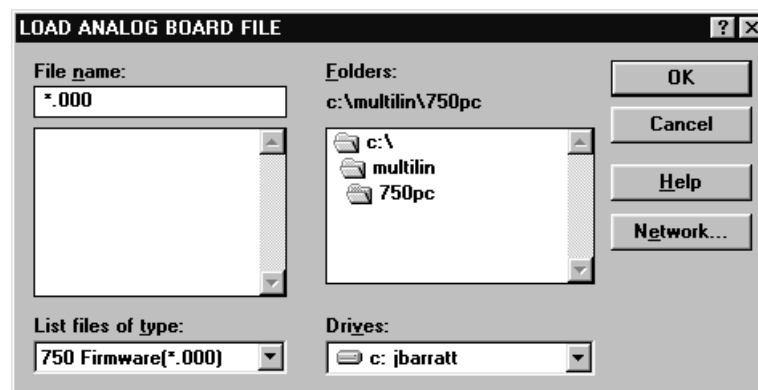 LOAD ANALOG BOARD FILE
File name:
*.000
Folders:
c:\multilin\750pc
c:\
multilin
750pc
OK
Cancel
Help
Network...
List files of type:
750 Firmware(*.000)
Drives:
c: jbarratt